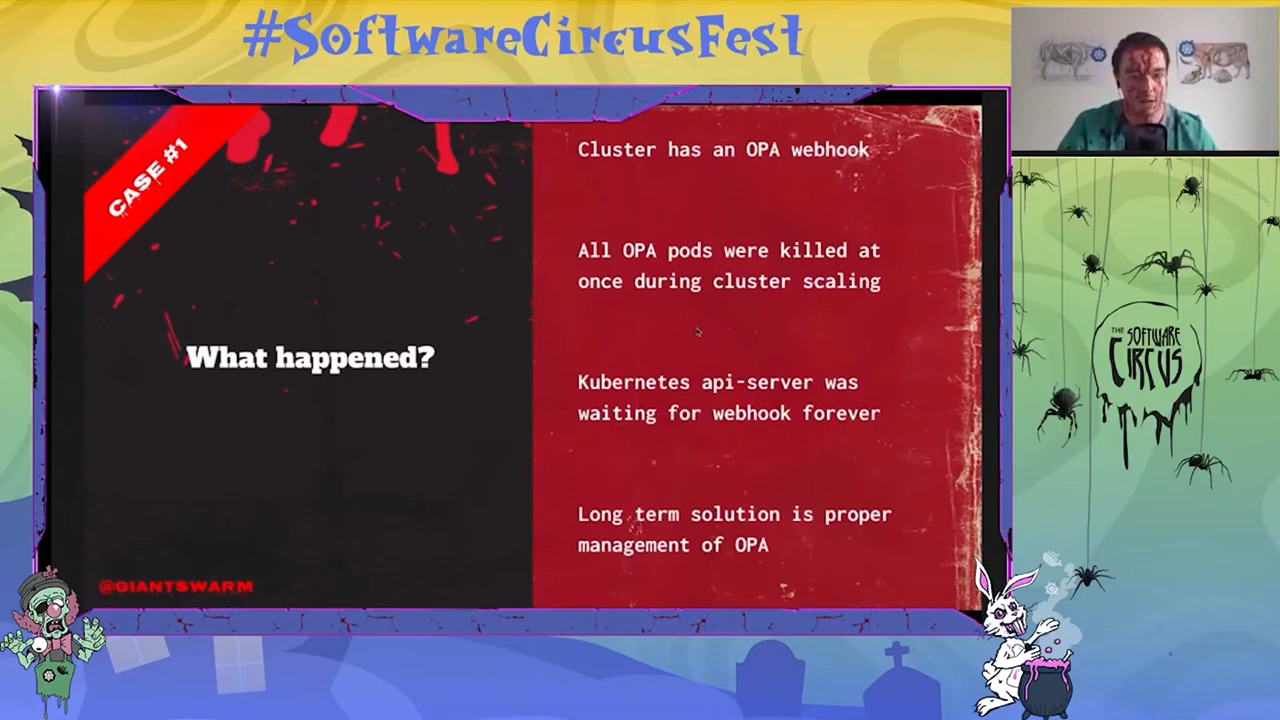 #SoftwareCircusFest
CASE #1
What happened?
@GIANTSWARM
Cluster has an OPA webhook
All OPA pods were killed at
once during cluster scaling
Kubernetes api-server was
waiting for webhook forever
Long term solution is proper
management of OPA
THE SOFTWARE
CIRCUS